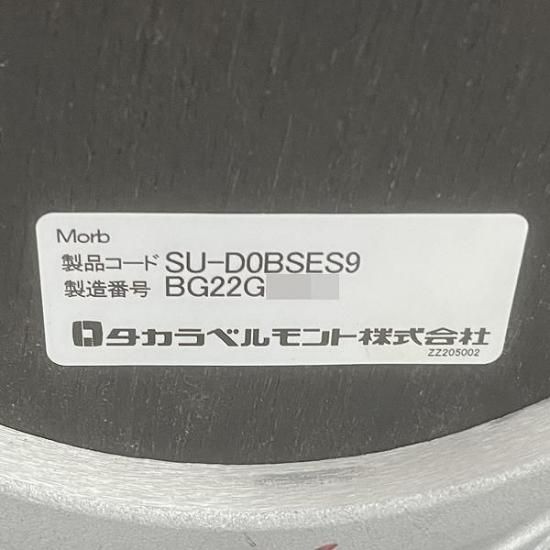 Morb
製品コード SU-D0BSES9
製造番号 BG22G
タカラベルモント株式会社
ZZ205002